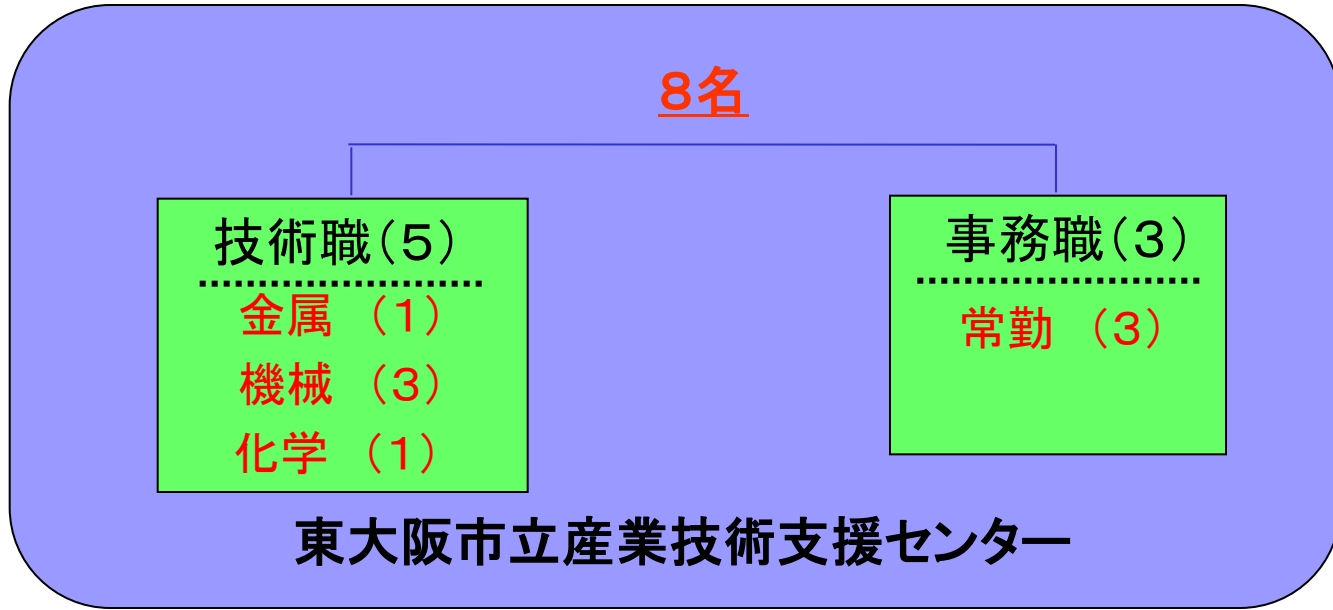 ８名
技術職（５）
金属 （１）
機械 （３）
化学 （１）
事務職（３）
常勤 （３）
東大阪市立産業技術支援センター